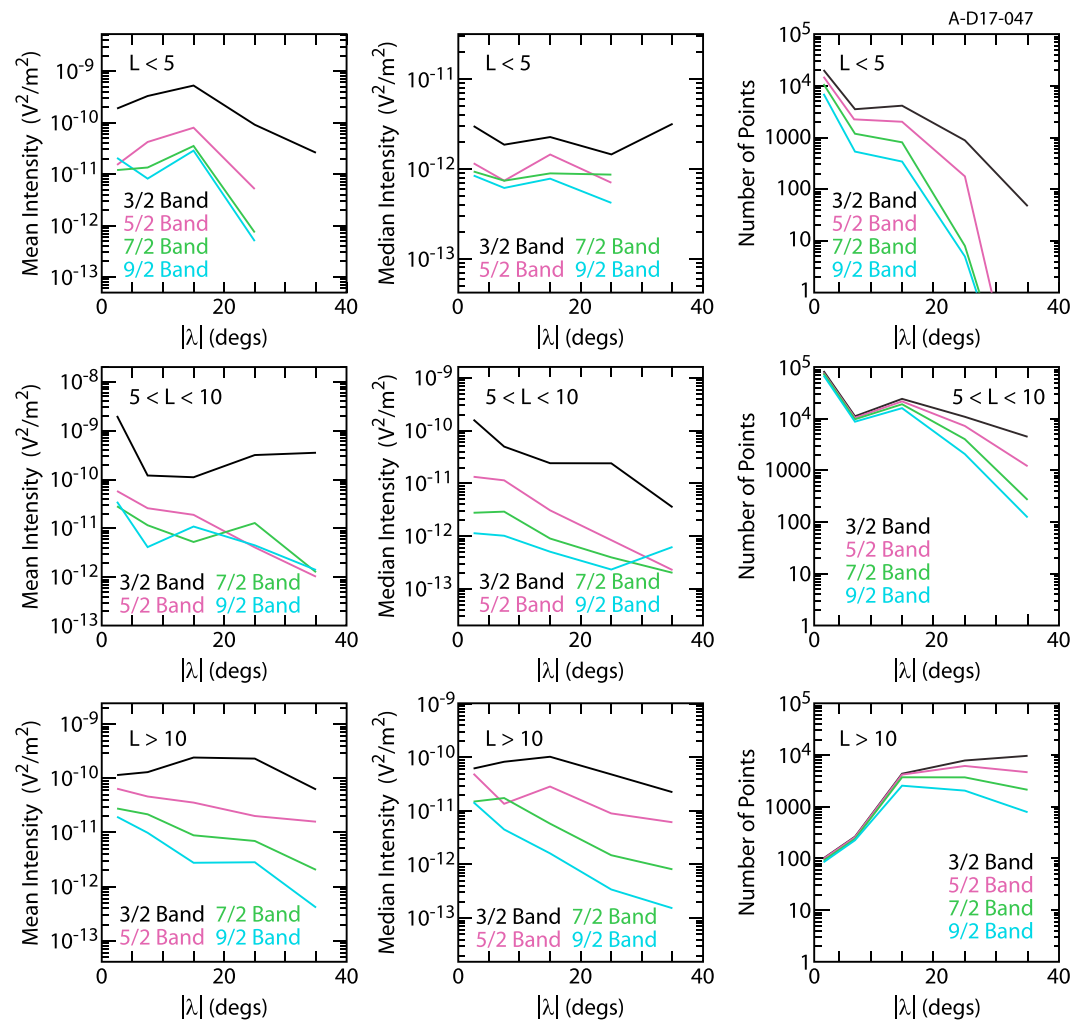 A-D17-047
Mean Intensity (V²/m²)
10⁻⁹
10⁻¹⁰
10⁻¹¹
10⁻¹²
10⁻¹³
L < 5
3/2 Band
5/2 Band
7/2 Band
9/2 Band
0 20 40
|λ| (degs)
Median Intensity (V²/m²)
10⁻¹¹
10⁻¹²
10⁻¹³
L < 5
3/2 Band 7/2 Band
5/2 Band 9/2 Band
0 20 40
|λ| (degs)
Number of Points
10⁵
10⁴
1000
100
10
1
L < 5
3/2 Band
5/2 Band
7/2 Band
9/2 Band
0 20 40
|λ| (degs)
Mean Intensity (V²/m²)
10⁻⁸
10⁻⁹
10⁻¹⁰
10⁻¹¹
10⁻¹²
10⁻¹³
5 < L < 10
3/2 Band 7/2 Band
5/2 Band 9/2 Band
0 20 40
|λ| (degs)
Median Intensity (V²/m²)
10⁻⁹
10⁻¹⁰
10⁻¹¹
10⁻¹²
10⁻¹³
5 < L < 10
3/2 Band 7/2 Band
5/2 Band 9/2 Band
0 20 40
|λ| (degs)
Number of Points
10⁵
10⁴
1000
100
10
1
5 < L < 10
3/2 Band
5/2 Band
7/2 Band
9/2 Band
0 20 40
|λ| (degs)
Mean Intensity (V²/m²)
10⁻⁹
10⁻¹⁰
10⁻¹¹
10⁻¹²
10⁻¹³
L > 10
3/2 Band 7/2 Band
5/2 Band 9/2 Band
0 20 40
|λ| (degs)
Median Intensity (V²/m²)
10⁻⁹
10⁻¹⁰
10⁻¹¹
10⁻¹²
10⁻¹³
L > 10
3/2 Band 7/2 Band
5/2 Band 9/2 Band
0 20 40
|λ| (degs)
Number of Points
10⁵
10⁴
1000
100
10
1
L > 10
3/2 Band
5/2 Band
7/2 Band
9/2 Band
0 20 40
|λ| (degs)